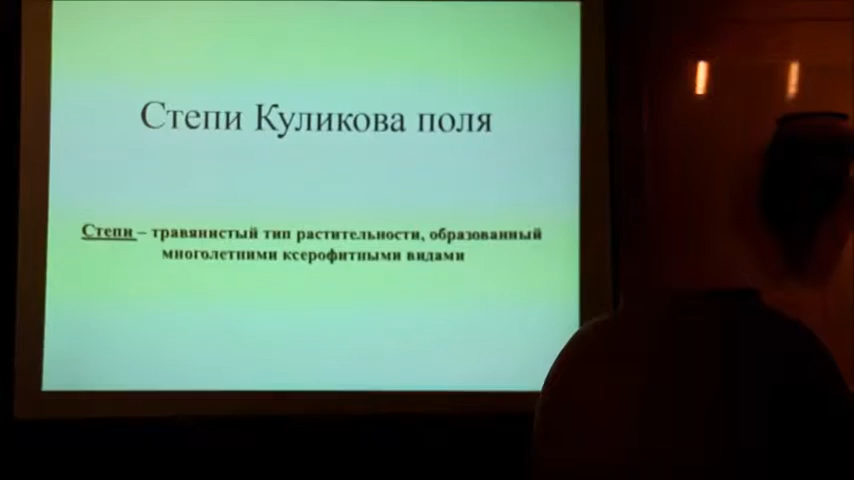 Степи Куликова поля
Степи – травянистый тип растительности, образованный
многолетними ксерофитными видами